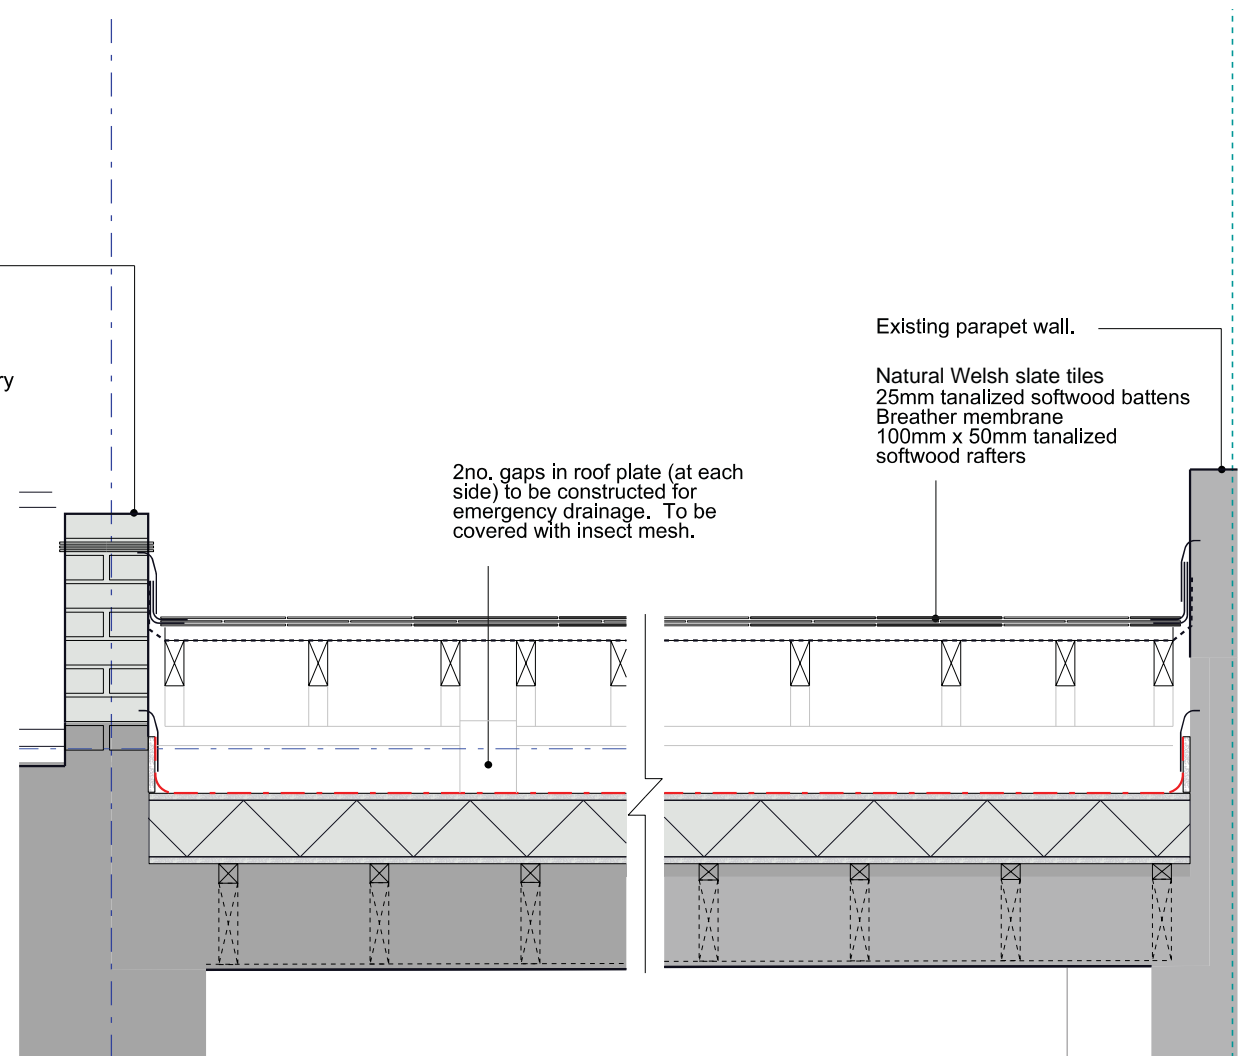 Existing parapet wall.
ry
Natural Welsh slate tiles
25mm tanalized softwood battens
Breather membrane
100mm x 50mm tanalized
softwood rafters
2no. gaps in roof plate (at each
side) to be constructed for
emergency drainage.  To be
covered with insect mesh.